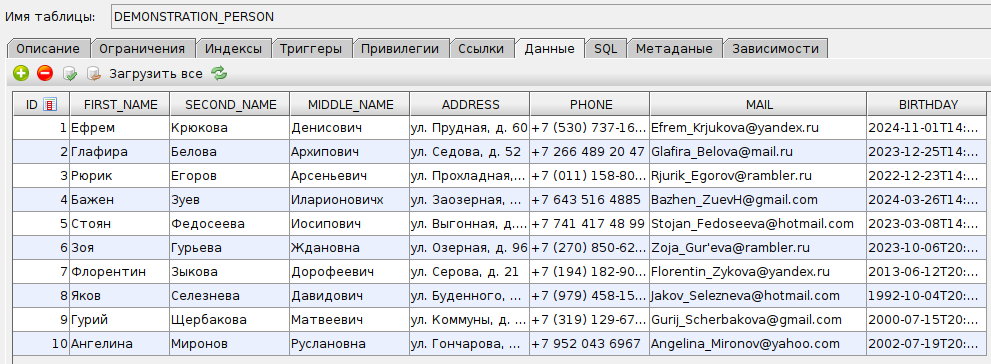 Имя таблицы: DEMONSTRATION_PERSON
Описание Ограничения Индексы Триггеры Привилегии Ссылки Данные SQL Метаданые Зависимости
Загрузить все
ID FIRST_NAME SECOND_NAME MIDDLE_NAME ADDRESS PHONE MAIL BIRTHDAY
1 Ефрем Крюкова Денисович ул. Прудная, д. 60 +7 (530) 737-16... Efrem_Krjukova@yandex.ru 2024-11-01T14:...
2 Глафира Белова Архипович ул. Седова, д. 52 +7 266 489 20 47 Glafira_Belova@mail.ru 2023-12-25T14:...
3 Рюрик Егоров Арсеньевич ул. Прохладная,... +7 (011) 158-80... Rjurik_Egorov@rambler.ru 2022-12-23T14:...
4 Бажен Зуев Иларионовичх ул. Заозерная, ... +7 643 516 4885 Bazhen_ZuevH@gmail.com 2024-03-26T14:...
5 Стоян Федосеева Иосипович ул. Выгонная, д.... +7 741 417 48 99 Stojan_Fedoseeva@hotmail.com 2023-03-08T14:...
6 Зоя Гурьева Ждановна ул. Озерная, д. 96 +7 (270) 850-62... Zoja_Gur'eva@rambler.ru 2023-10-06T20:...
7 Флорентин Зыкова Дорофеевич ул. Серова, д. 21 +7 (194) 182-90... Florentin_Zykova@yandex.ru 2013-06-12T20:...
8 Яков Селезнева Давидович ул. Буденного, ... +7 (979) 458-15... Jakov_Selezneva@hotmail.com 1992-10-04T20:...
9 Гурий Щербакова Матвеевич ул. Коммуны, д. ... +7 (319) 129-67... Gurij_Scherbakova@gmail.com 2000-07-15T20:...
10 Ангелина Миронов Руслановна ул. Гончарова, ... +7 952 043 6967 Angelina_Mironov@yahoo.com 2002-07-19T20:...